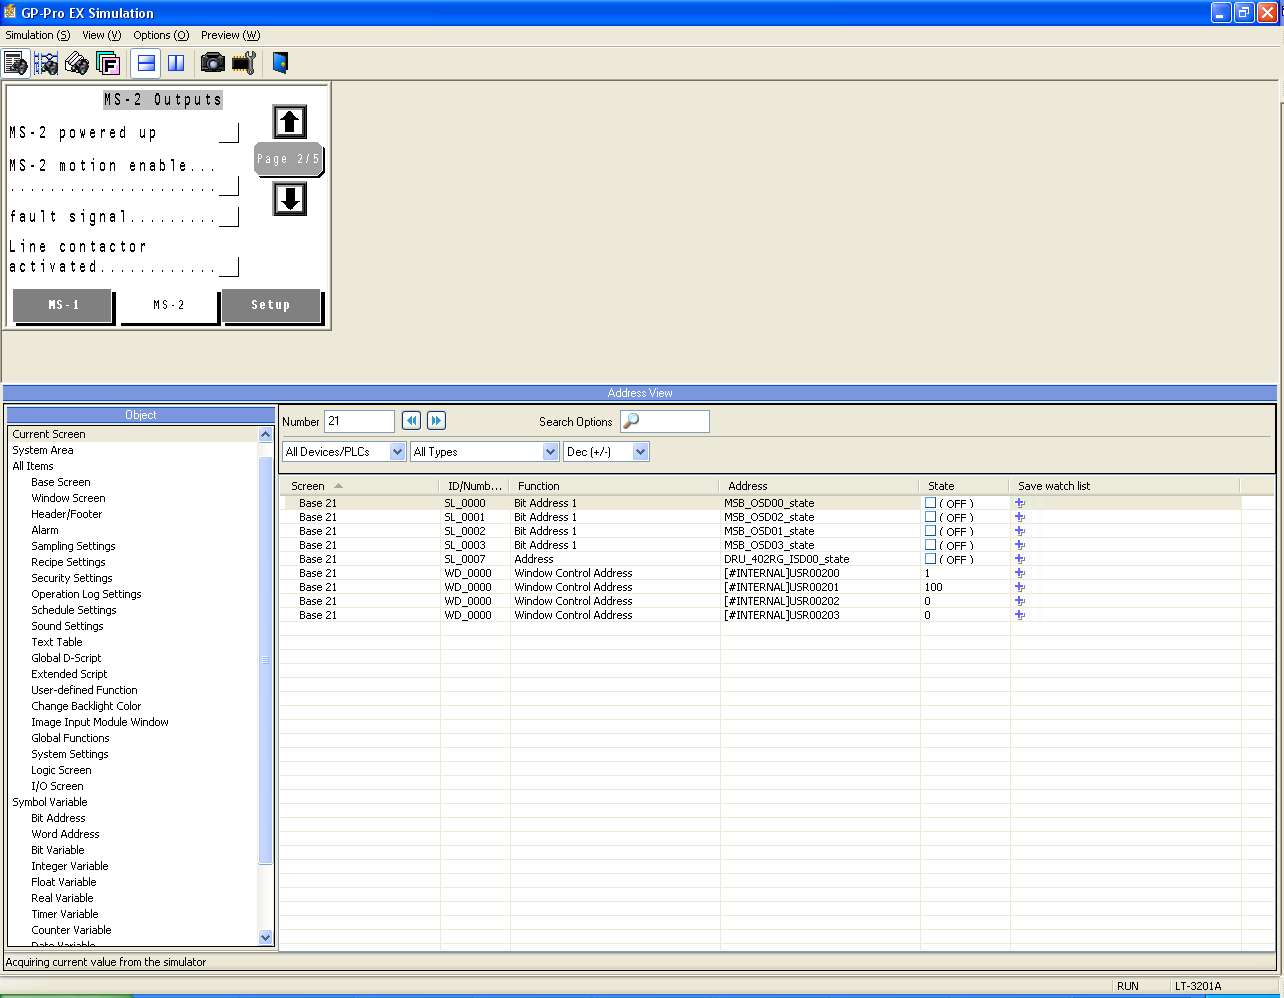 GP-Pro EX Simulation
Simulation (S) View (V) Options (O) Preview (W)
F
MS-2 Outputs
MS-2 powered up
MS-2 motion enable...
.....................
fault signal.........
Line contactor
activated............
Page 2/5
MS-1 MS-2 Setup
Address View
Object
Current Screen
System Area
All Items
Base Screen
Window Screen
Header/Footer
Alarm
Sampling Settings
Recipe Settings
Security Settings
Operation Log Settings
Schedule Settings
Sound Settings
Text Table
Global D-Script
Extended Script
User-defined Function
Change Backlight Color
Image Input Module Window
Global Functions
System Settings
Logic Screen
I/O Screen
Symbol Variable
Bit Address
Word Address
Bit Variable
Integer Variable
Float Variable
Real Variable
Timer Variable
Counter Variable
Date Variable
Number 21 Search Options
All Devices/PLCs All Types Dec (+/-)
Screen ID/Numb... Function Address State Save watch list
Base 21 SL_0000 Bit Address 1 MSB_OSD00_state ( OFF )
Base 21 SL_0001 Bit Address 1 MSB_OSD02_state ( OFF )
Base 21 SL_0002 Bit Address 1 MSB_OSD01_state ( OFF )
Base 21 SL_0003 Bit Address 1 MSB_OSD03_state ( OFF )
Base 21 SL_0007 Address DRU_402RG_ISD00_state ( OFF )
Base 21 WD_0000 Window Control Address [#INTERNAL]USR00200 1
Base 21 WD_0000 Window Control Address [#INTERNAL]USR00201 100
Base 21 WD_0000 Window Control Address [#INTERNAL]USR00202 0
Base 21 WD_0000 Window Control Address [#INTERNAL]USR00203 0
Acquiring current value from the simulator
RUN LT-3201A